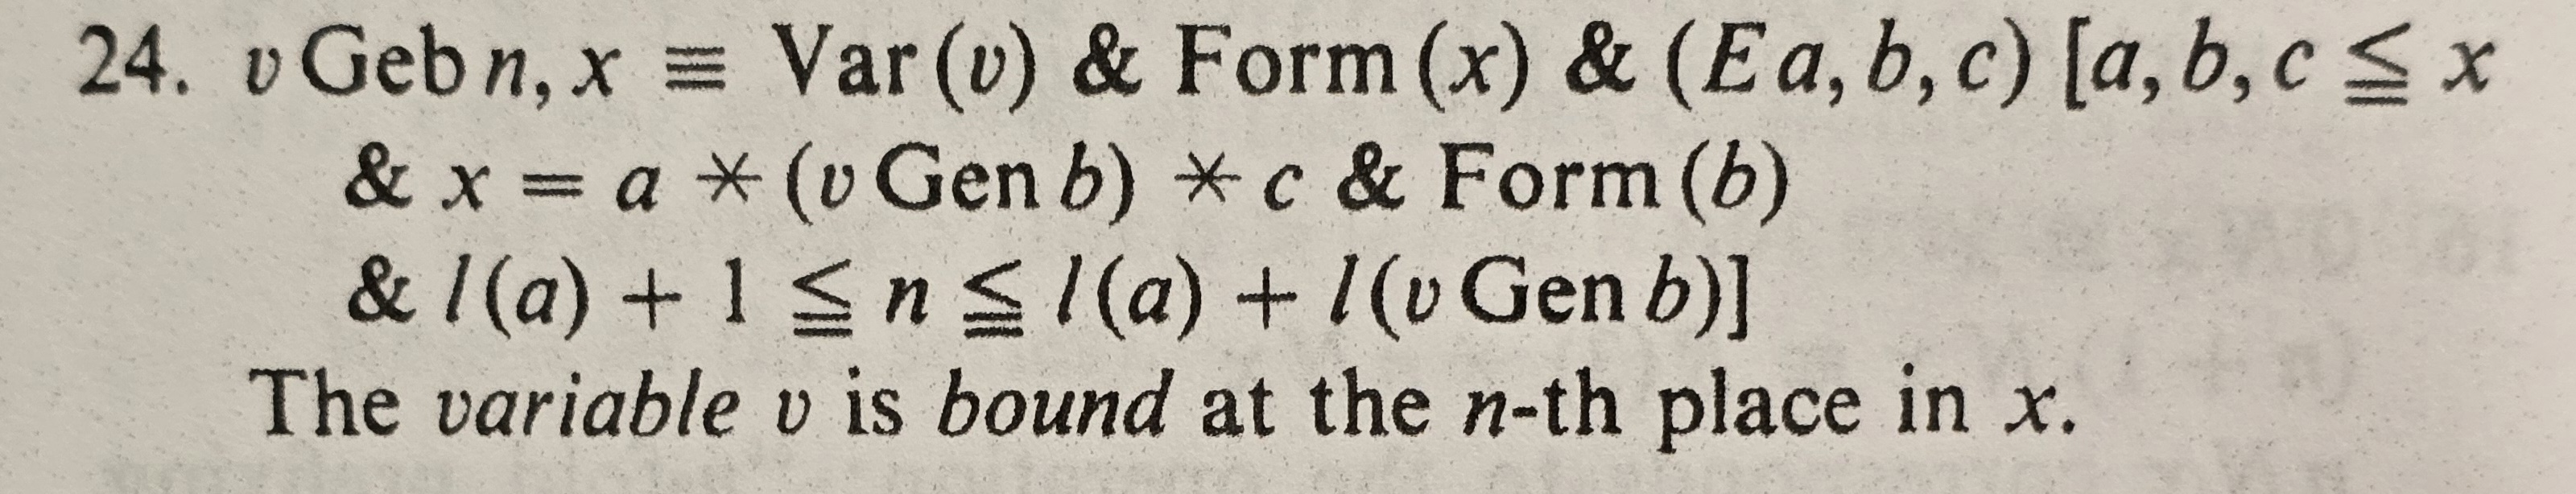 24. v Geb n, x ≡ Var (v) & Form (x) & (E a, b, c) [a, b, c ≦ x
& x = a * (v Gen b) * c & Form (b)
& l (a) + 1 ≦ n ≦ l (a) + l (v Gen b)]
The variable v is bound at the n-th place in x.